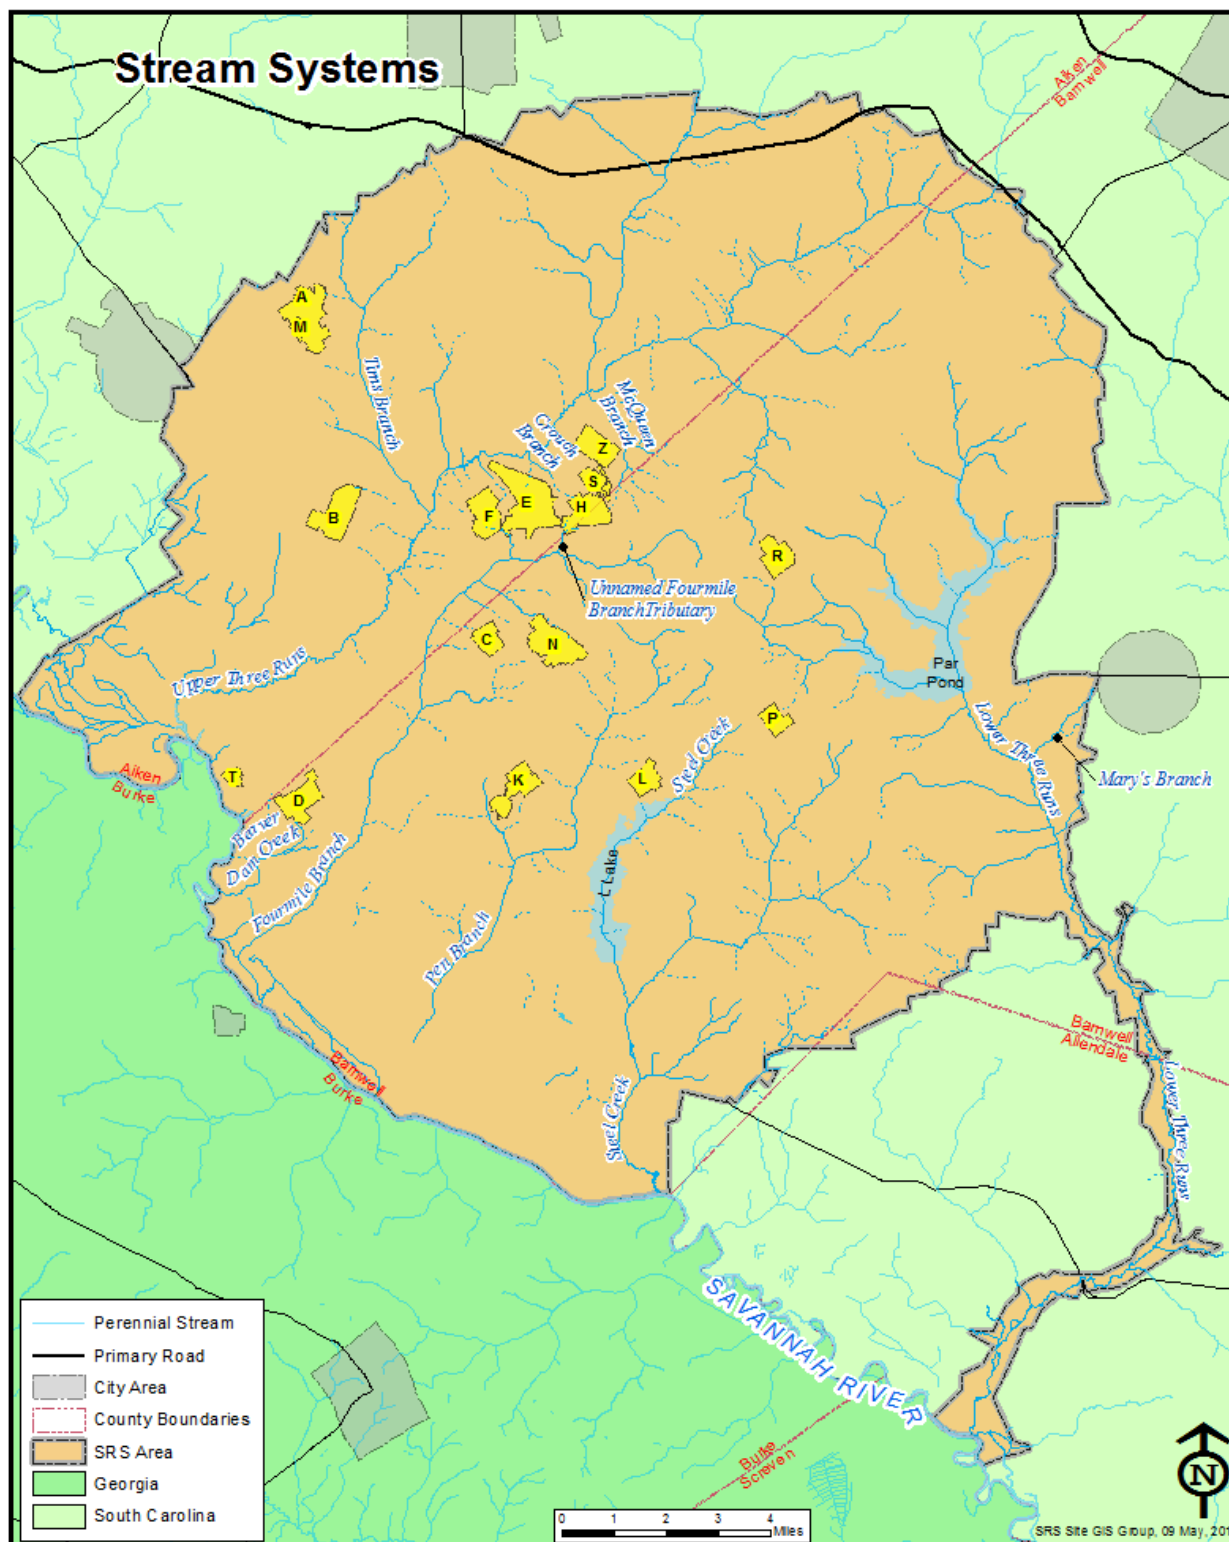 Stream Systems
Aiken
Barnwell
A
M
Tims Branch
McQueen
Branch
Crouch
Branch
Z
S
E
H
F
B
R
Unnamed Fourmile
BranchTributary
C
N
Upper Three Runs
Par
Pond
P
Lower Three Runs
Steel Creek
Mary's Branch
Aiken
Burke
T
D
K
L
Beaver
Dam Creek
L Lake
Fourmile Branch
Pen Branch
Barnwell
Allendale
Barnwell
Burke
Lower Three Runs
Steel Creek
SAVANNAH RIVER
Perennial Stream
Primary Road
City Area
County Boundaries
SRS Area
Georgia
South Carolina
Burke
Screven
0 1 2 3 4
Miles
N
SRS Site GIS Group, 09 May, 201